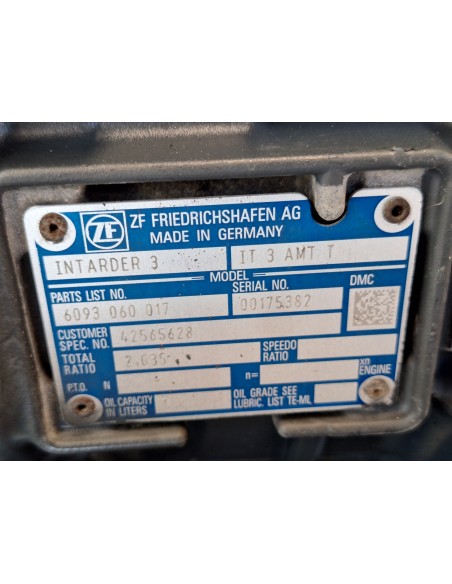 ZF ZF FRIEDRICHSHAFEN AG
MADE IN GERMANY
INTARDER 3 IT 3 AMT T
MODEL
PARTS LIST NO. SERIAL NO. DMC
6093 060 017 00175382
CUSTOMER SPEC. NO. 42565628
TOTAL RATIO SPEEDO RATIO
P.T.O. N n= xn ENGINE
OIL CAPACITY IN LITERS OIL GRADE SEE LUBRIC. LIST TE-ML